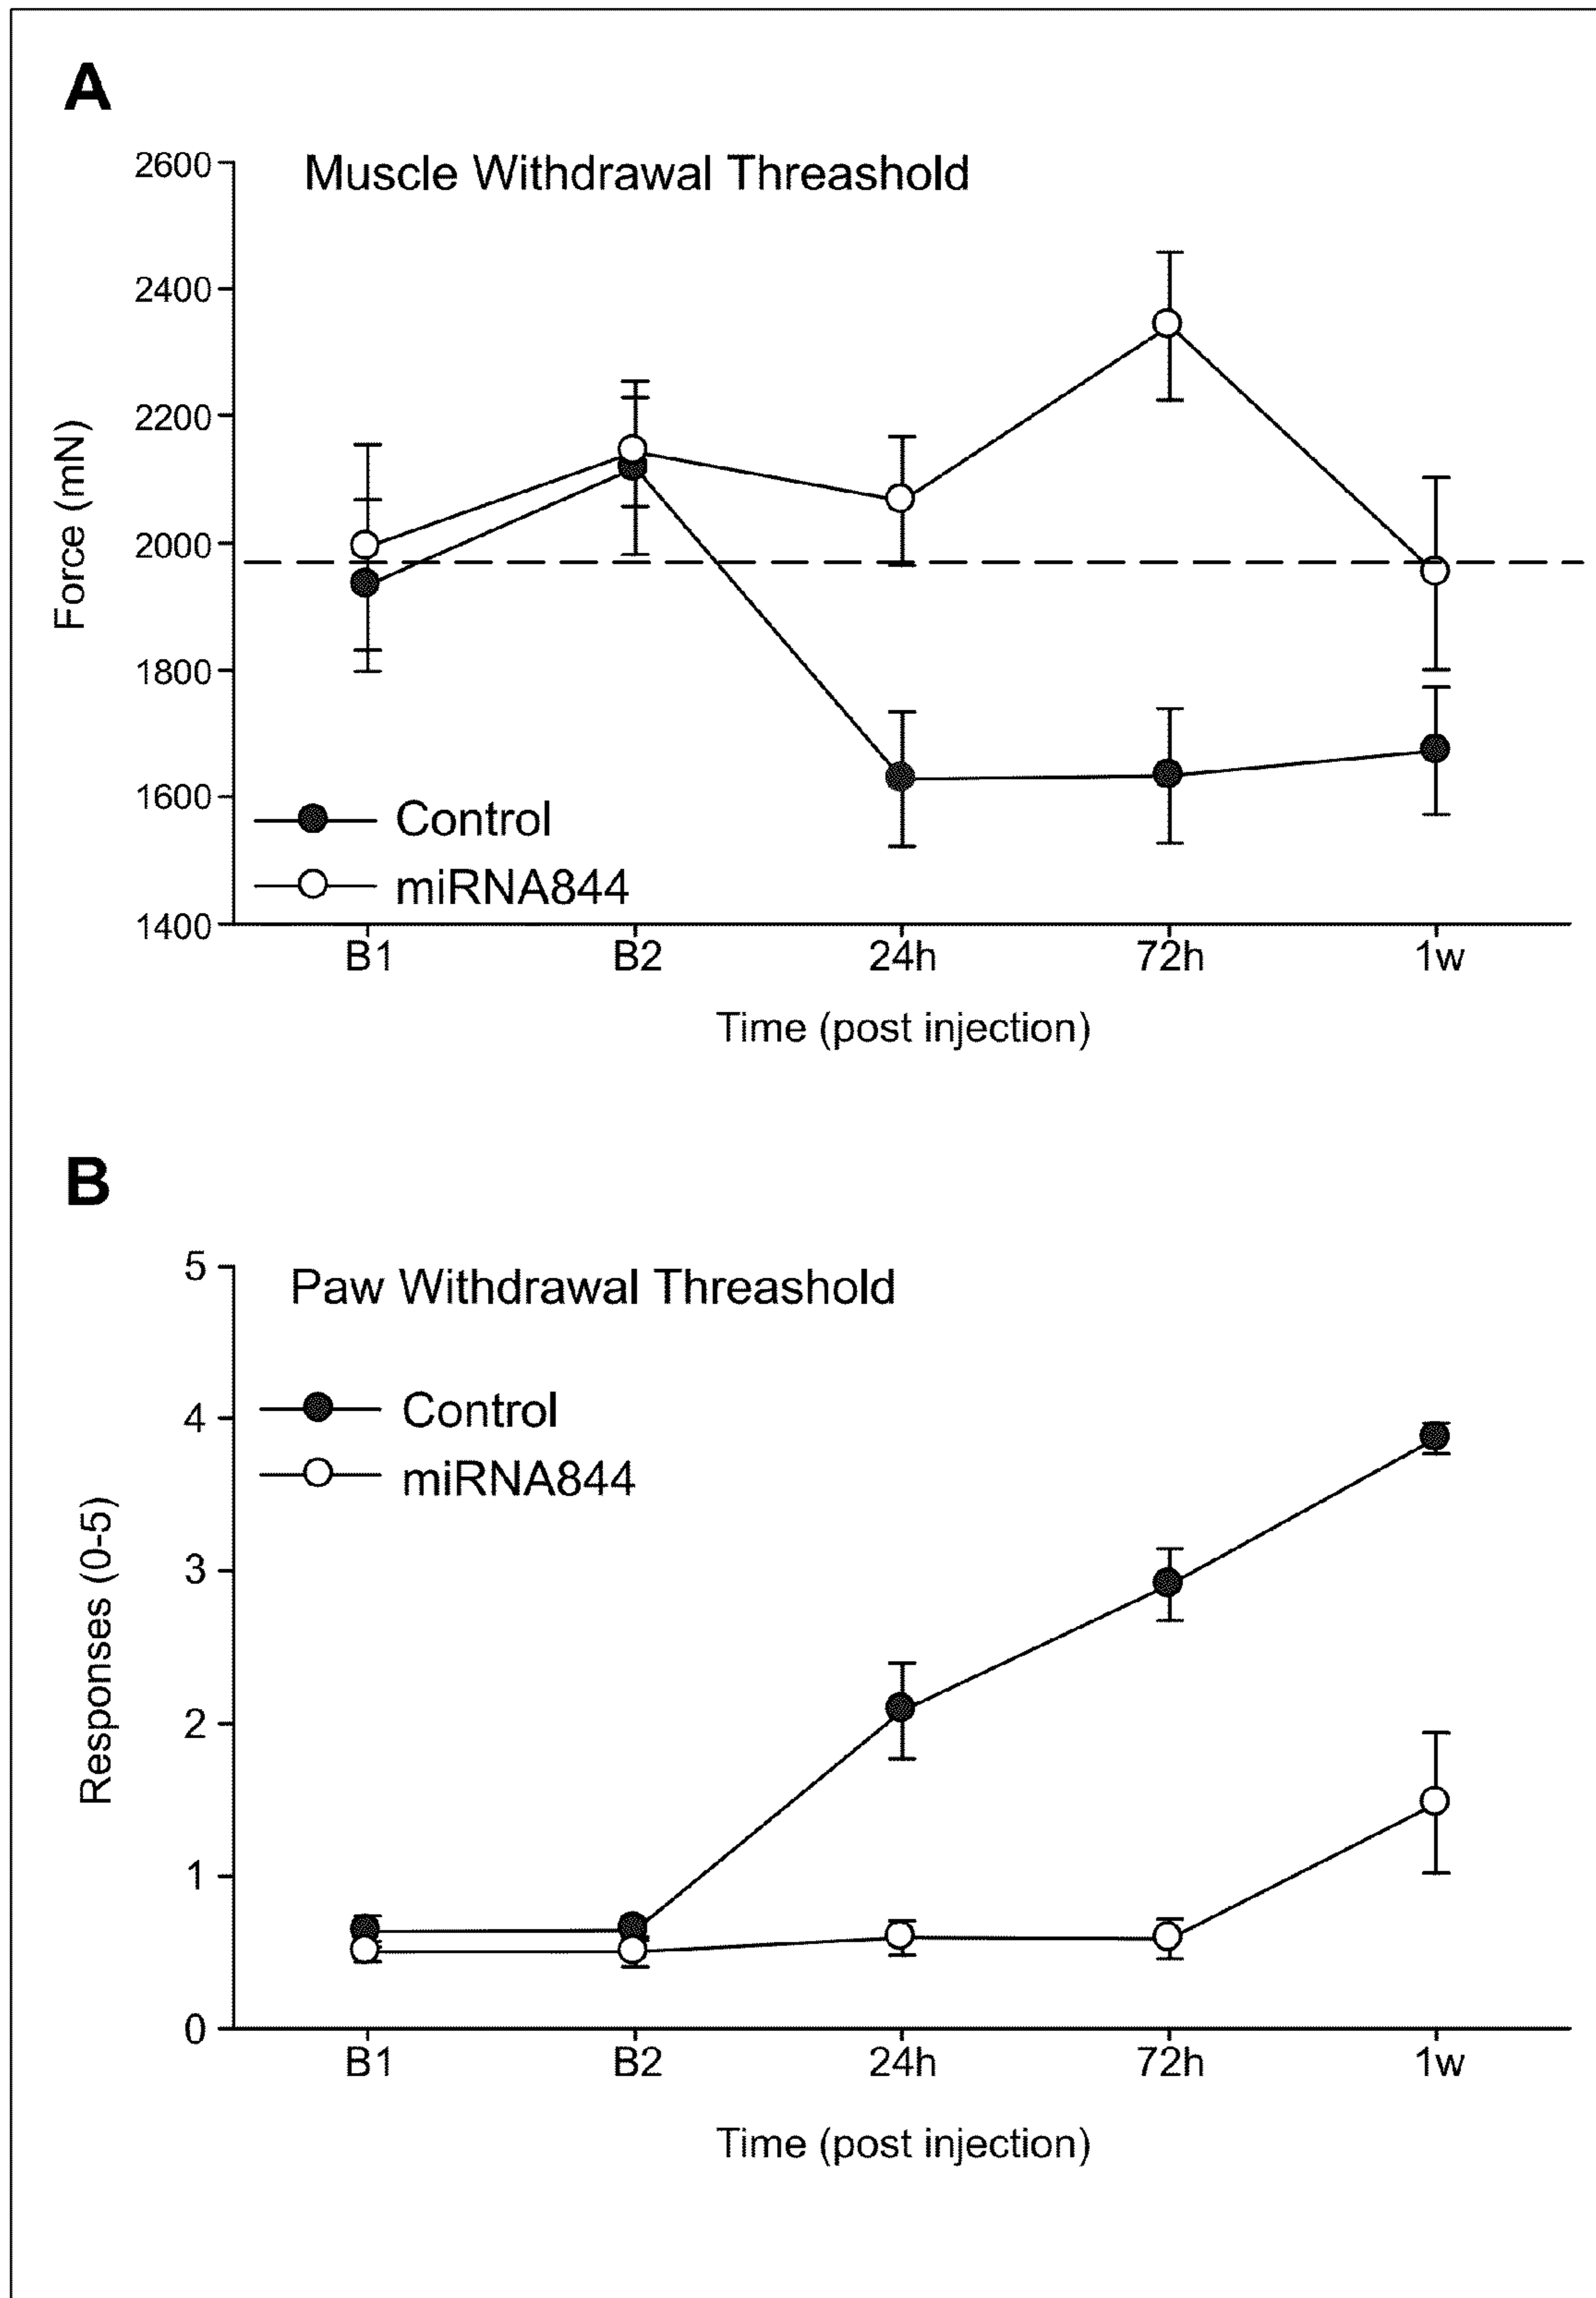 A
Muscle Withdrawal Threashold
2600
2400
2200
2000
1800
1600
1400
Force (mN)
Control
miRNA844
B1 B2 24h 72h 1w
Time (post injection)
B
Paw Withdrawal Threashold
5
4
3
2
1
0
Responses (0-5)
Control
miRNA844
B1 B2 24h 72h 1w
Time (post injection)